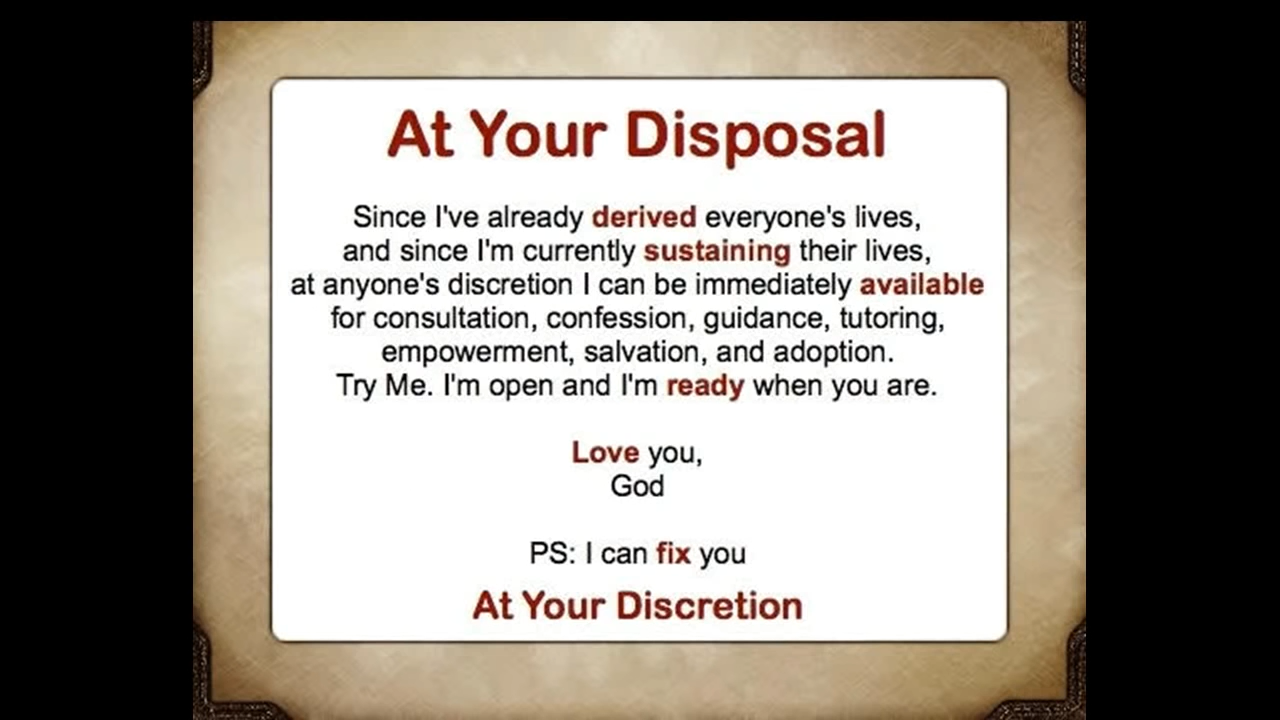 At Your Disposal
Since I've already derived everyone's lives,
and since I'm currently sustaining their lives,
at anyone's discretion I can be immediately available
for consultation, confession, guidance, tutoring,
empowerment, salvation, and adoption.
Try Me. I'm open and I'm ready when you are.
Love you,
God
PS: I can fix you
At Your Discretion